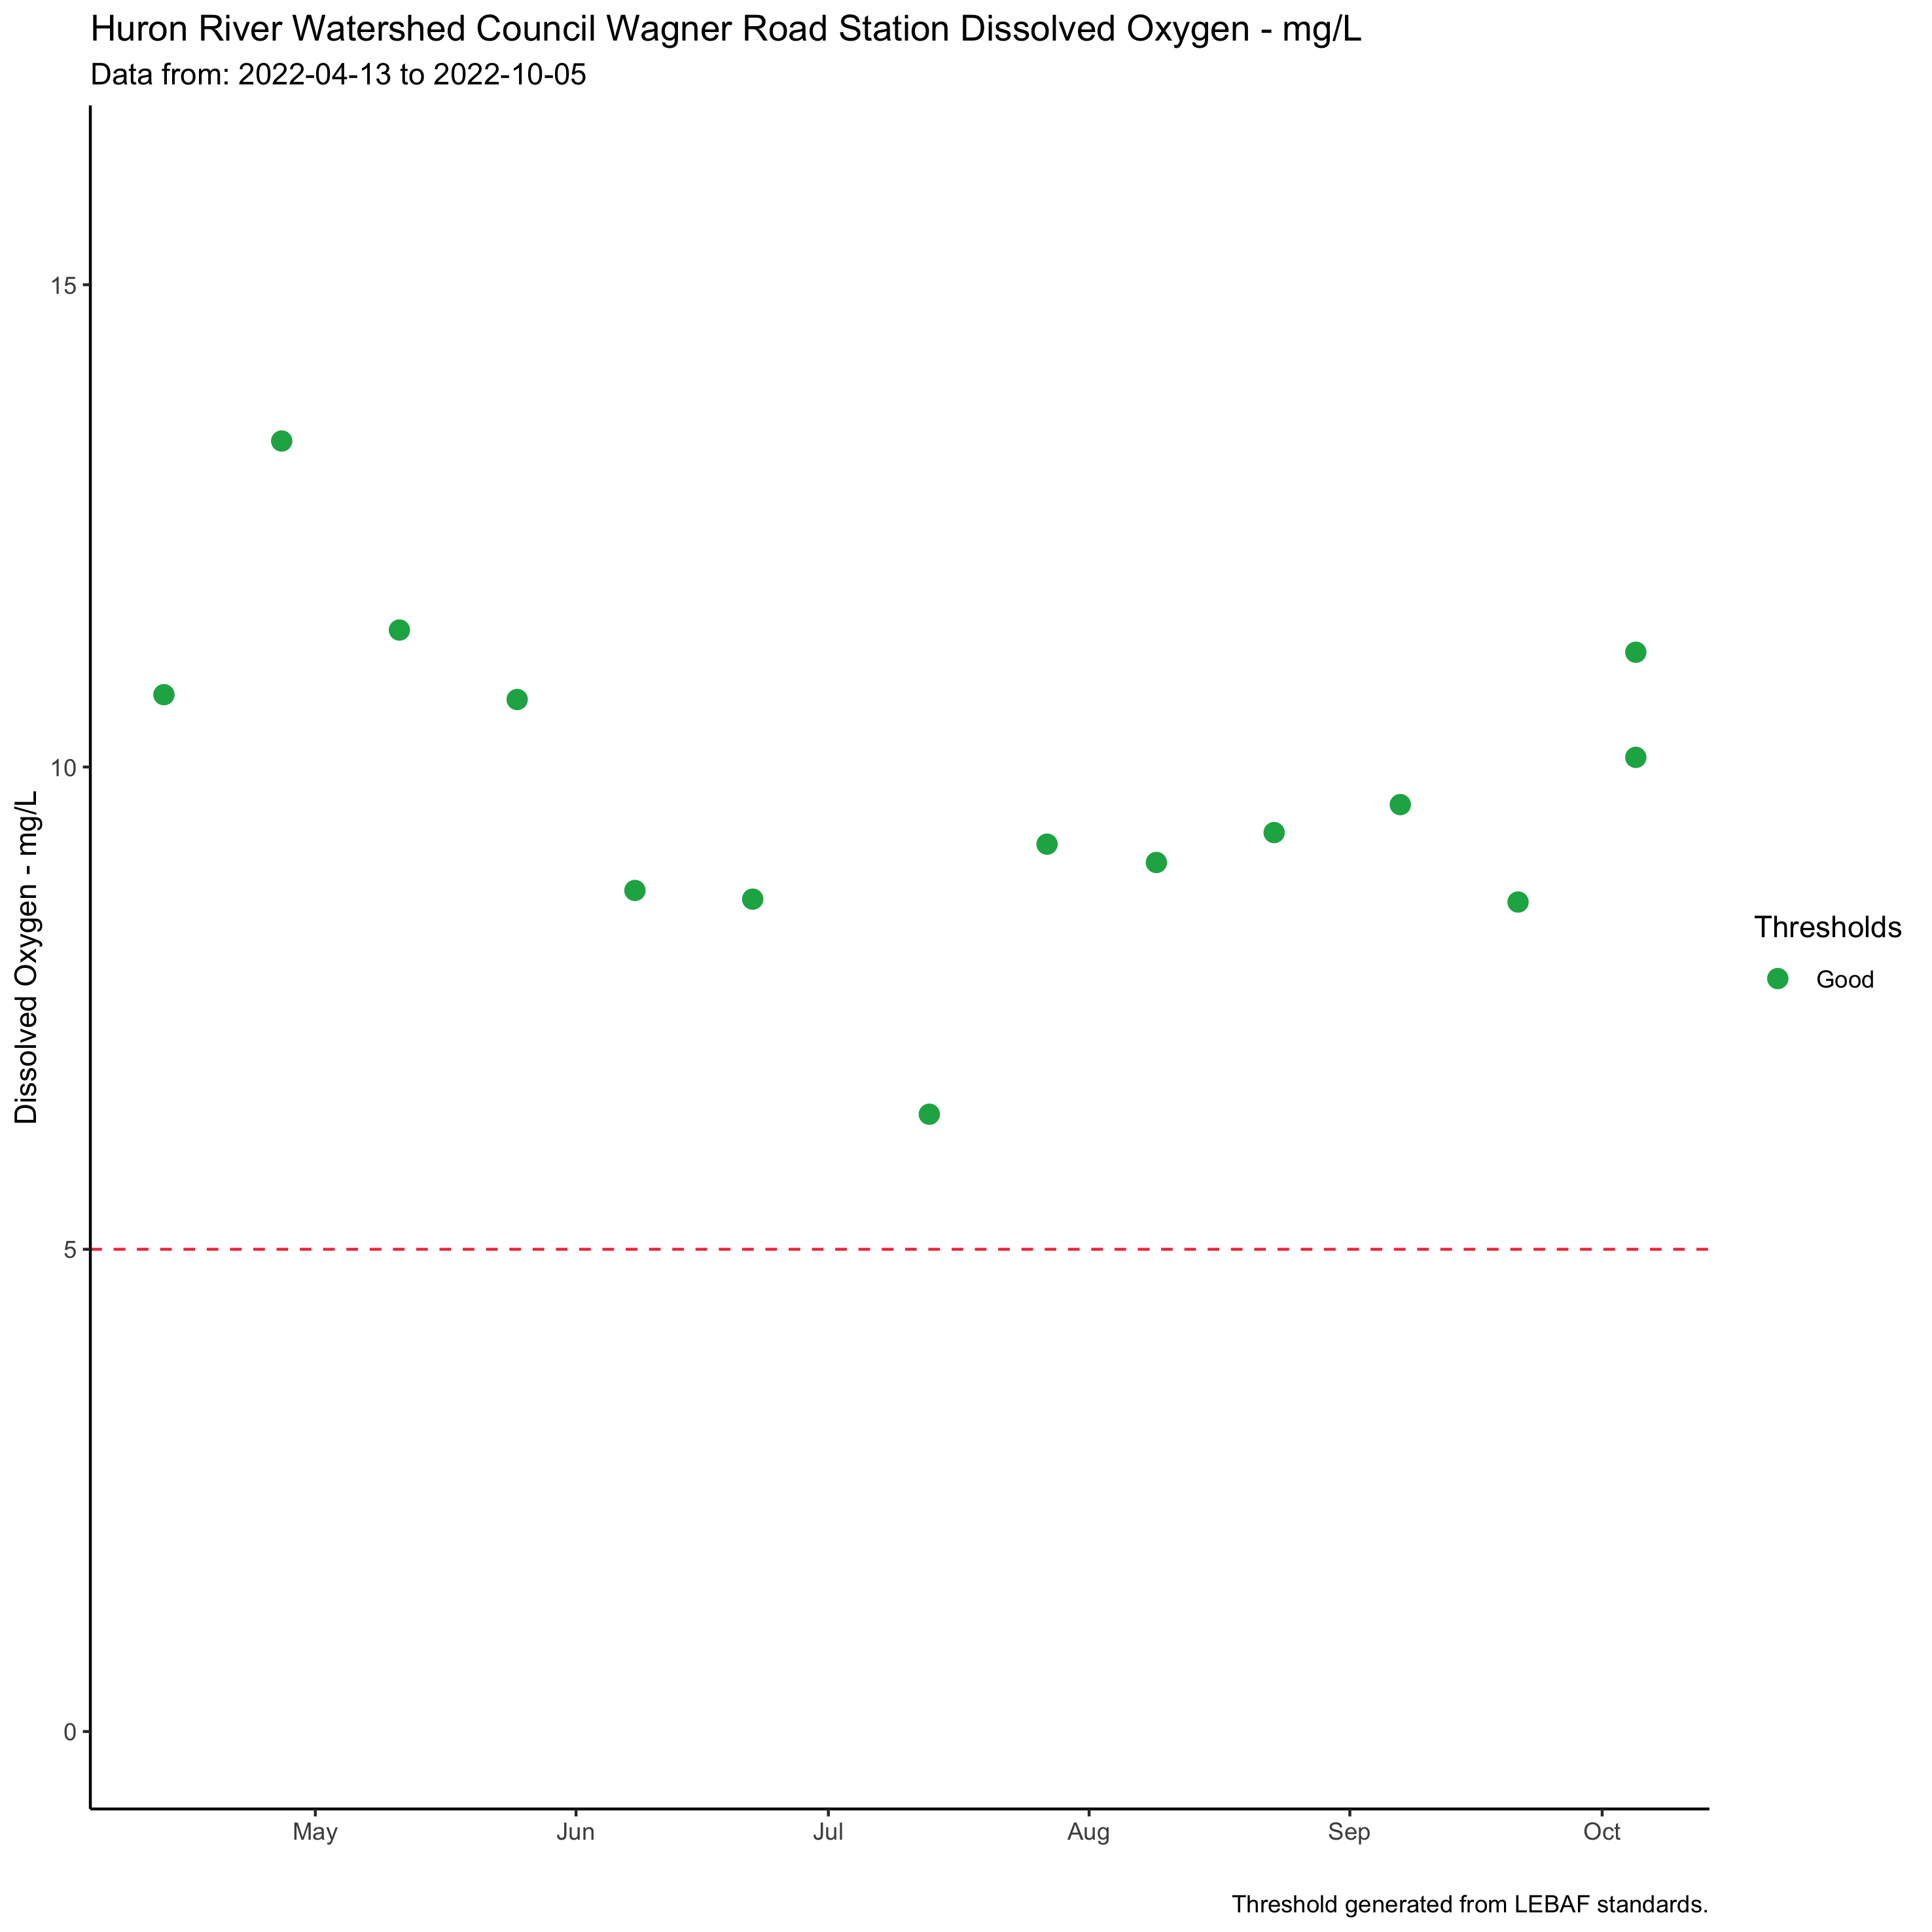 Huron River Watershed Council Wagner Road Station Dissolved Oxygen - mg/L
Data from: 2022-04-13 to 2022-10-05
15
10
5
0
Dissolved Oxygen - mg/L
May Jun Jul Aug Sep Oct
Thresholds
Good
Threshold generated from LEBAF standards.